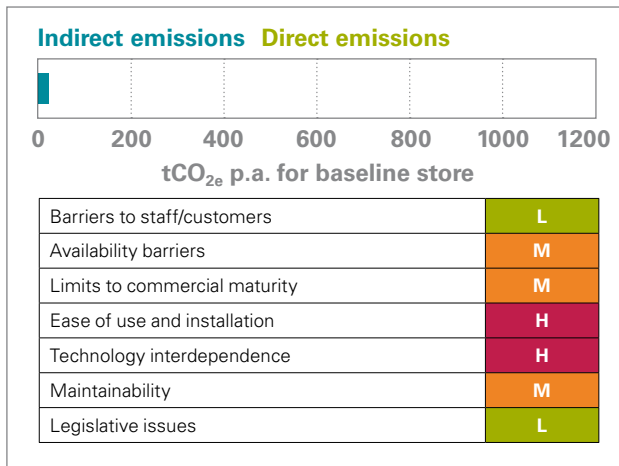 Indirect emissions Direct emissions
0 200 400 600 800 1000 1200
tCO2e p.a. for baseline store
Barriers to staff/customers L
Availability barriers M
Limits to commercial maturity M
Ease of use and installation H
Technology interdependence H
Maintainability M
Legislative issues L